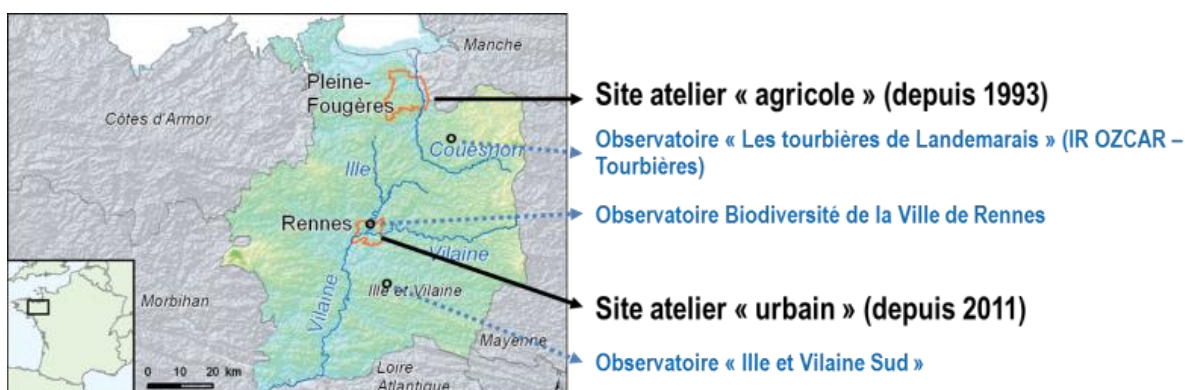 Manche
Pleine-
Fougères
Côtes d'Armor
Couesnon
Ille
Rennes
Vilaine
Vilaine
Ille et Vilaine
Morbihan
Mayenne
Loire
Atlantique
0 10 20 km
Site atelier « agricole » (depuis 1993)
Observatoire « Les tourbières de Landemarais » (IR OZCAR –
Tourbières)
Observatoire Biodiversité de la Ville de Rennes
Site atelier « urbain » (depuis 2011)
Observatoire « Ille et Vilaine Sud »